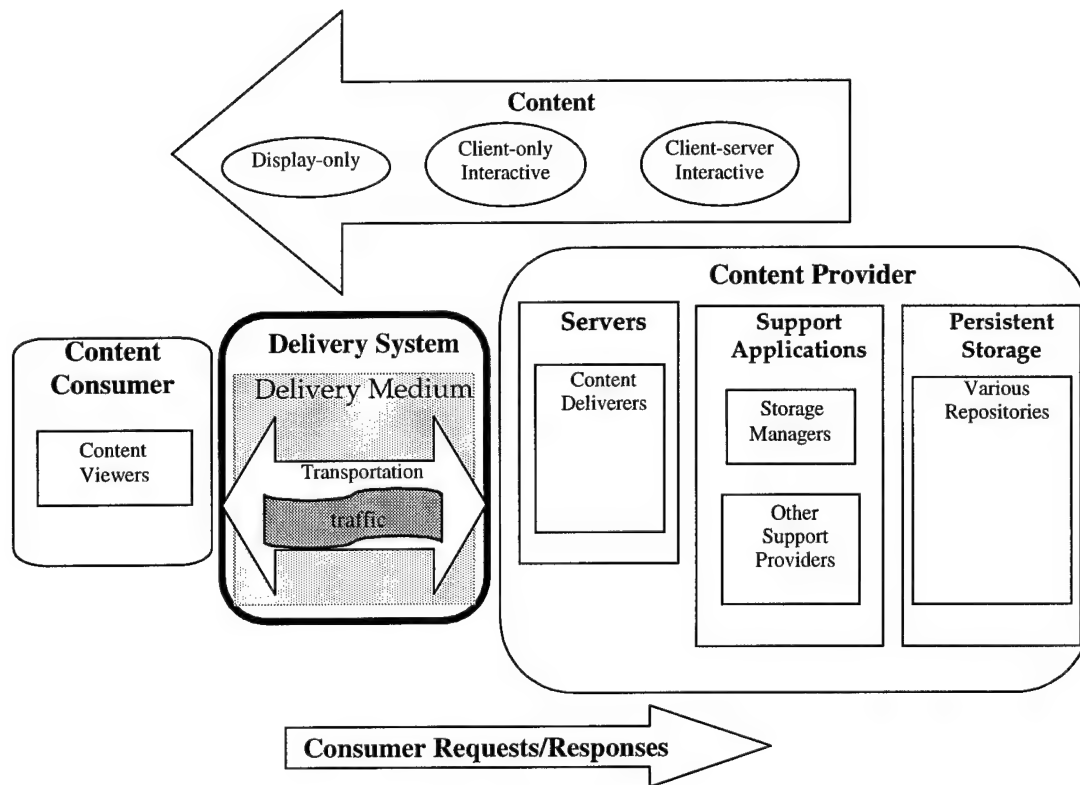 Content
Display-only
Client-only
Interactive
Client-server
Interactive
Content Provider
Content
Consumer
Content
Viewers
Delivery System
Delivery Medium
Transportation
traffic
Servers
Content
Deliverers
Support
Applications
Storage
Managers
Other
Support
Providers
Persistent
Storage
Various
Repositories
Consumer Requests/Responses